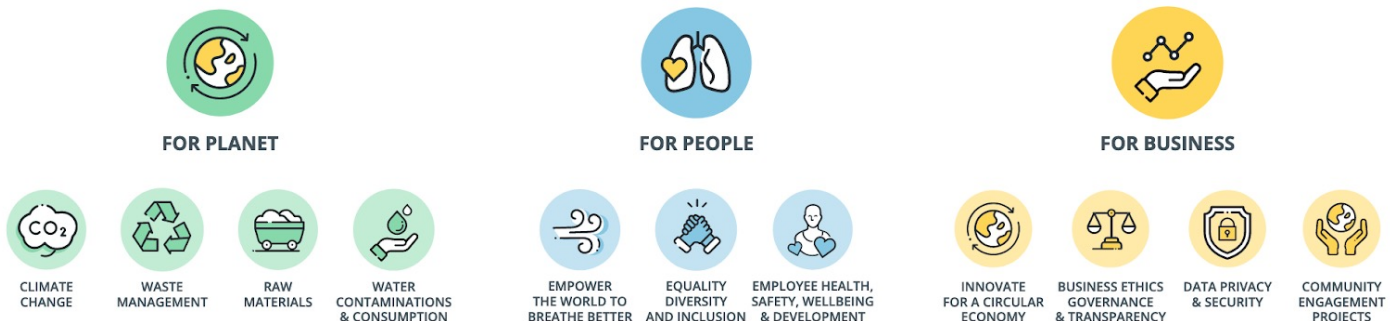 FOR PLANET
FOR PEOPLE
FOR BUSINESS
CO2
CLIMATE
CHANGE
WASTE
MANAGEMENT
RAW
MATERIALS
WATER
CONTAMINATIONS
& CONSUMPTION
EMPOWER
THE WORLD TO
BREATHE BETTER
EQUALITY
DIVERSITY
AND INCLUSION
EMPLOYEE HEALTH,
SAFETY, WELLBEING
& DEVELOPMENT
INNOVATE
FOR A CIRCULAR
ECONOMY
BUSINESS ETHICS
GOVERNANCE
& TRANSPARENCY
DATA PRIVACY
& SECURITY
COMMUNITY
ENGAGEMENT
PROJECTS